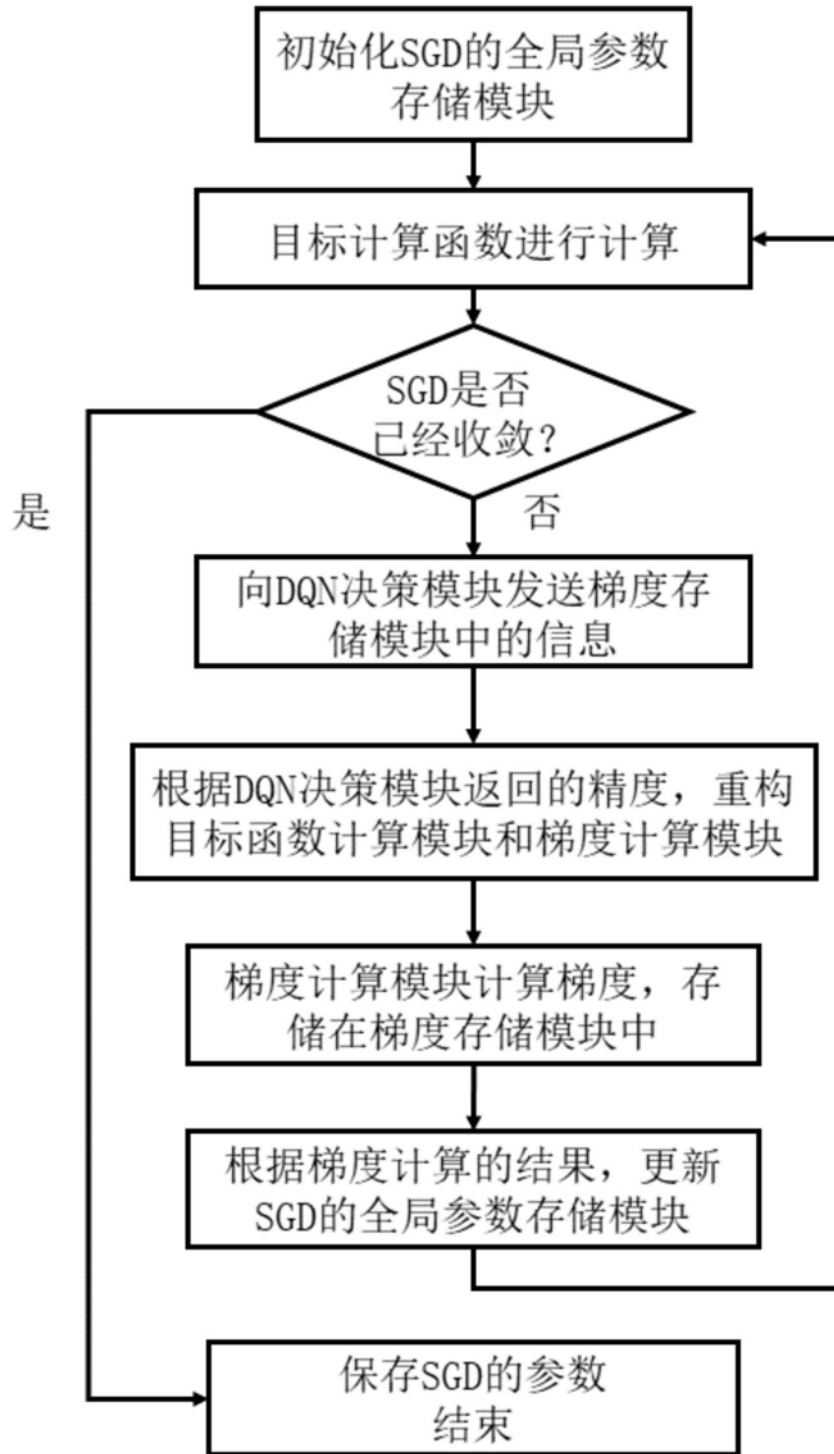 初始化SGD的全局参数
存储模块
目标计算函数进行计算
SGD是否
已经收敛？
是
否
向DQN决策模块发送梯度存
储模块中的信息
根据DQN决策模块返回的精度，重构
目标函数计算模块和梯度计算模块
梯度计算模块计算梯度，存
储在梯度存储模块中
根据梯度计算的结果，更新
SGD的全局参数存储模块
保存SGD的参数
结束